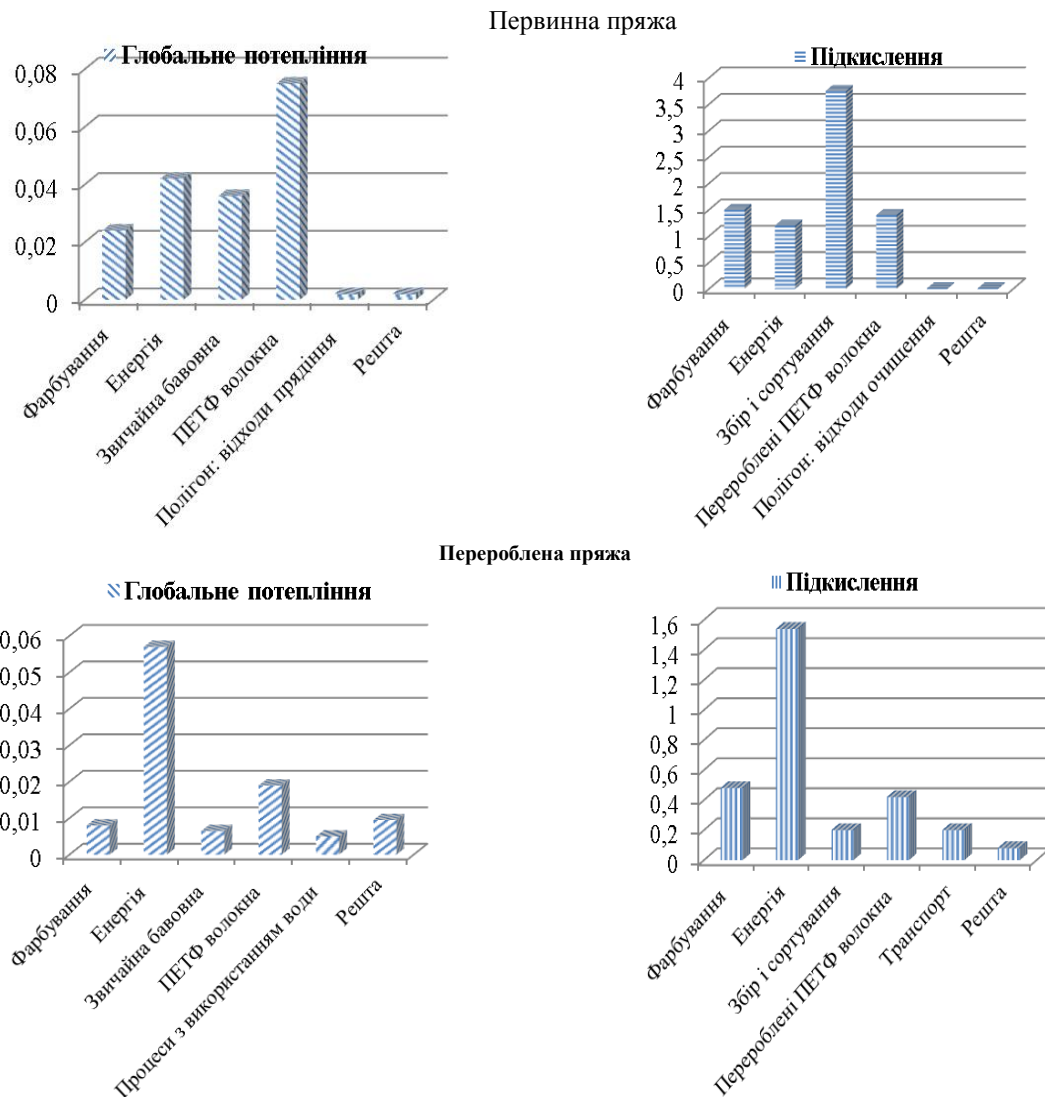 Первинна пряжа
Глобальне потепління
0,08
0,06
0,04
0,02
0
Фарбування
Енергія
Звичайна бавовна
ПЕТФ волокна
Полігон: відходи прядіння
Решта
Підкислення
4
3,5
3
2,5
2
1,5
1
0,5
0
Фарбування
Енергія
Збір і сортування
Перероблені ПЕТФ волокна
Полігон: відходи очищення
Решта
Перероблена пряжа
Глобальне потепління
0,06
0,05
0,04
0,03
0,02
0,01
0
Фарбування
Енергія
Звичайна бавовна
ПЕТФ волокна
Процеси з використанням води
Решта
Підкислення
1,6
1,4
1,2
1
0,8
0,6
0,4
0,2
0
Фарбування
Енергія
Збір і сортування
Перероблені ПЕТФ волокна
Транспорт
Решта